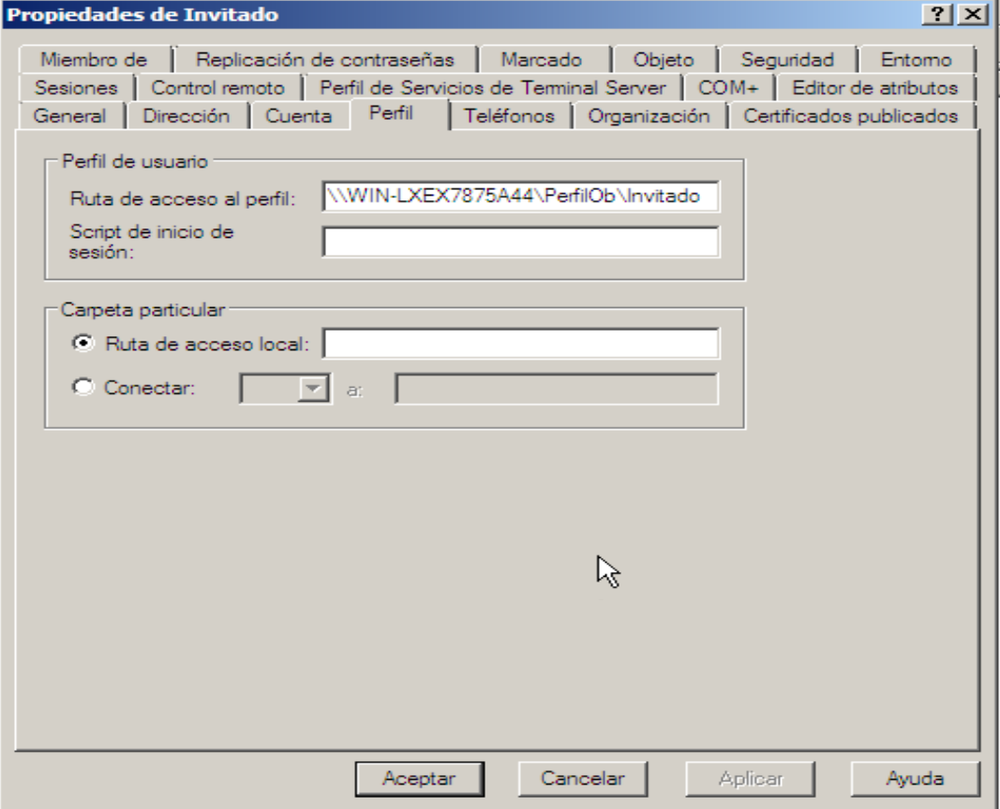 Propiedades de Invitado
Miembro de Replicación de contraseñas Marcado Objeto Seguridad Entorno
Sesiones Control remoto Perfil de Servicios de Terminal Server COM+ Editor de atributos
General Dirección Cuenta Perfil Teléfonos Organización Certificados publicados
Perfil de usuario
Ruta de acceso al perfil: \\WIN-LXEX7875A44\PerfilOb\Invitado
Script de inicio de
sesión:
Carpeta particular
Ruta de acceso local:
Conectar: a:
Aceptar Cancelar Aplicar Ayuda